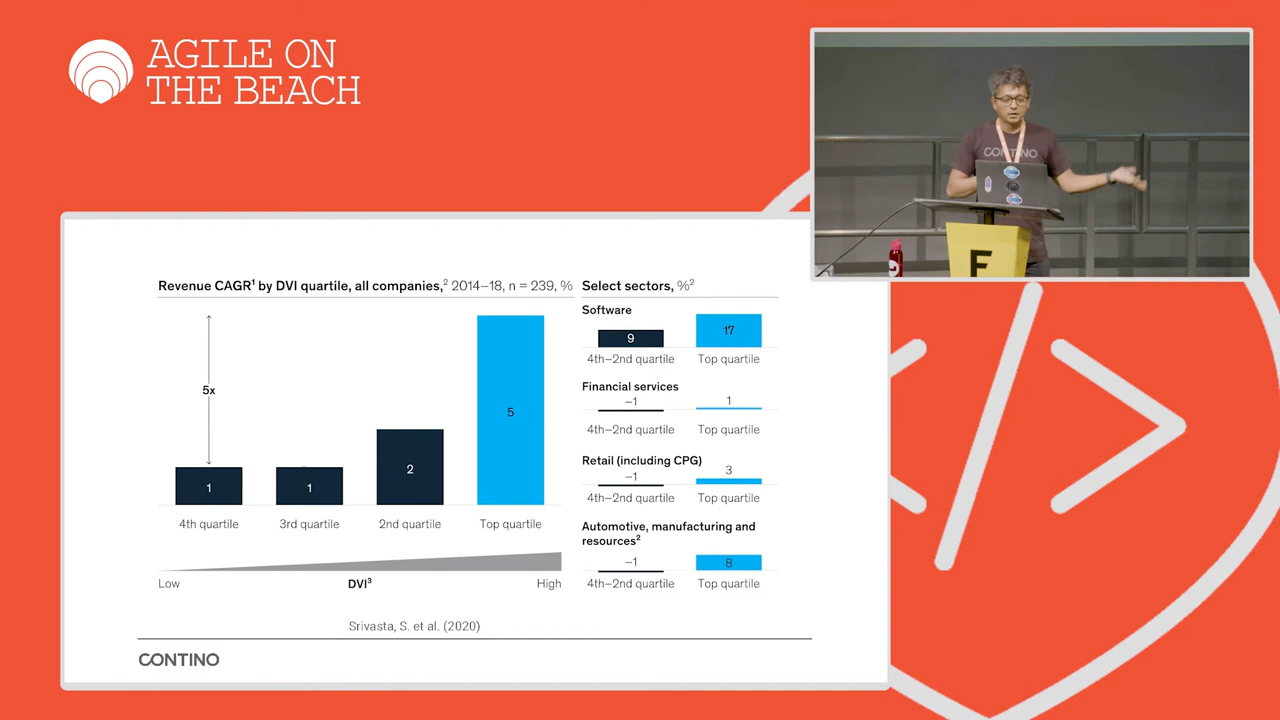 AGILE ON
THE BEACH
CONTINO
F
Revenue CAGR¹ by DVI quartile, all companies,² 2014–18, n = 239, %
5x
1
1
2
5
4th quartile
3rd quartile
2nd quartile
Top quartile
Low
DVI³
High
Select sectors, %²
Software
9
17
4th–2nd quartile
Top quartile
Financial services
–1
1
4th–2nd quartile
Top quartile
Retail (including CPG)
–1
3
4th–2nd quartile
Top quartile
Automotive, manufacturing and
resources²
–1
8
4th–2nd quartile
Top quartile
Srivasta, S. et al. (2020)
CONTINO